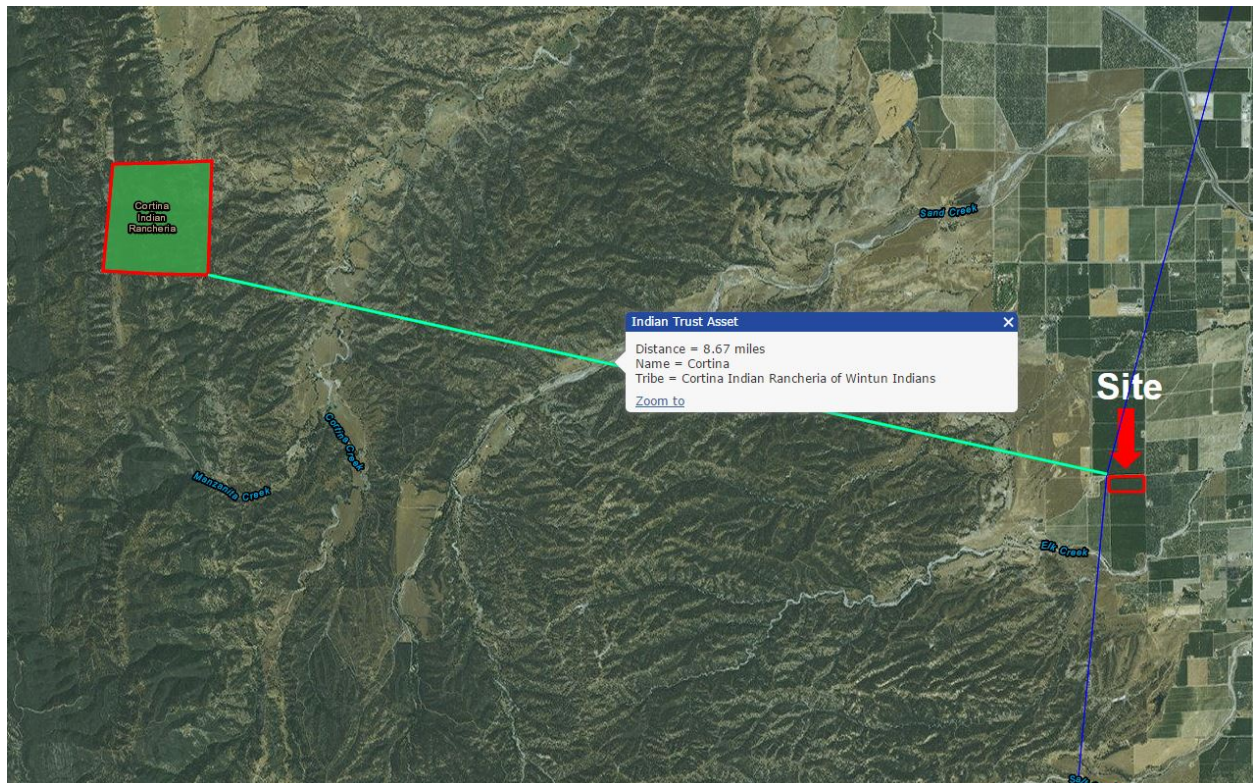 Cortina
Indian
Rancheria
Sand Creek
Indian Trust Asset
Distance = 8.67 miles
Name = Cortina
Tribe = Cortina Indian Rancheria of Wintun Indians
Zoom to
Site
Cortina Creek
Manzanita Creek
Elk Creek